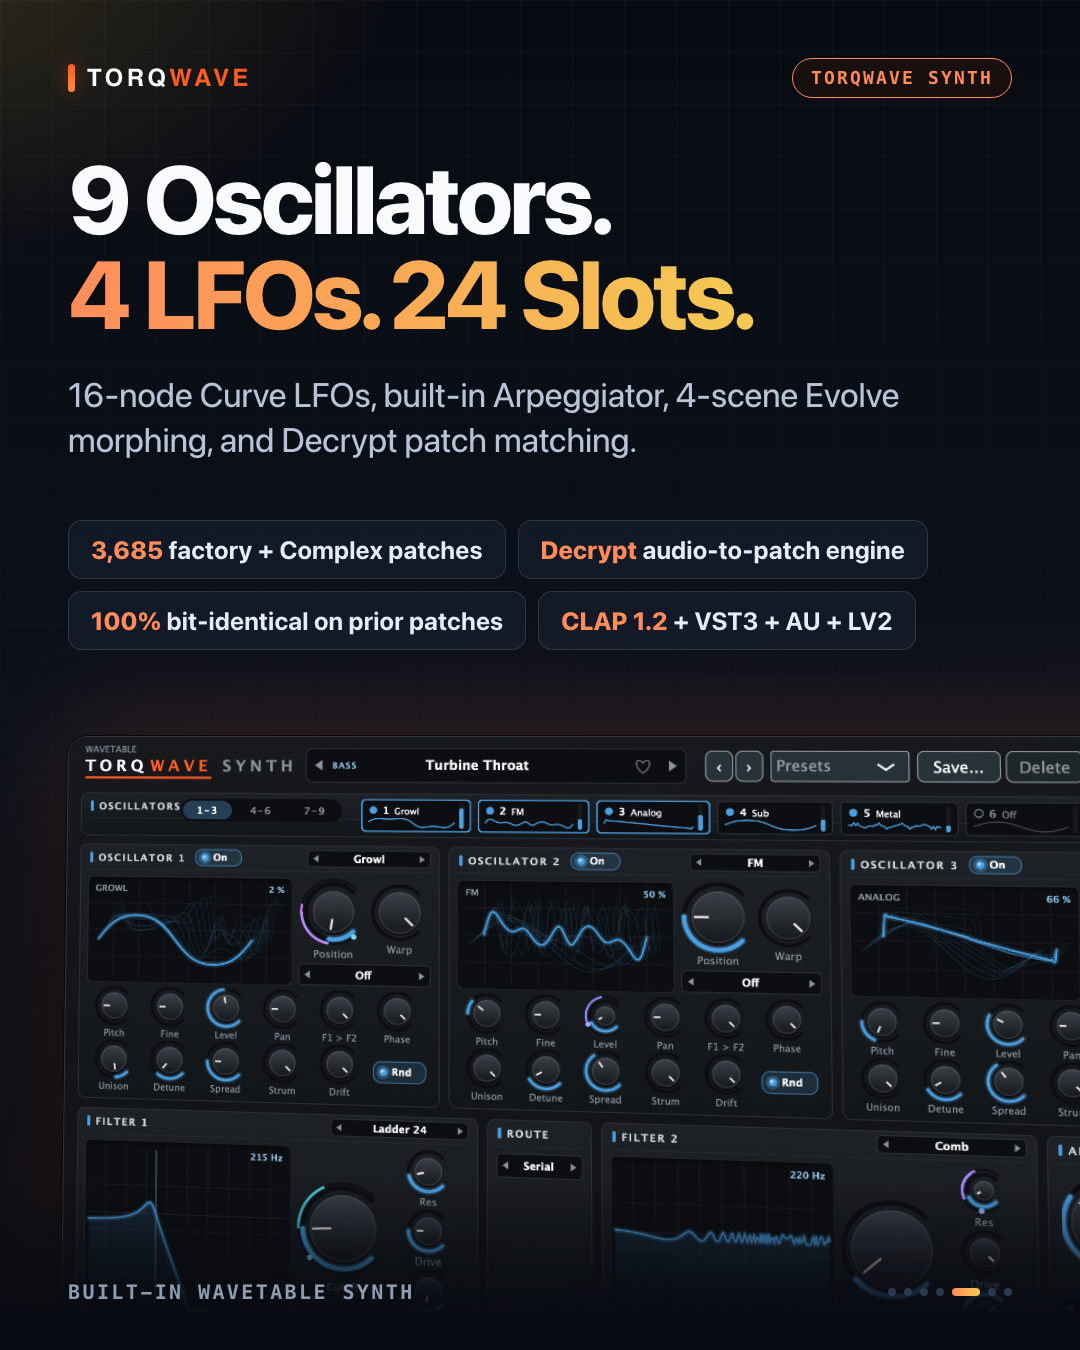 TORQWAVE
TORQWAVE SYNTH
9 Oscillators.
4 LFOs. 24 Slots.
16-node Curve LFOs, built-in Arpeggiator, 4-scene Evolve
morphing, and Decrypt patch matching.
3,685 factory + Complex patches
Decrypt audio-to-patch engine
100% bit-identical on prior patches
CLAP 1.2 + VST3 + AU + LV2
WAVETABLE
TORQWAVE SYNTH
BASS Turbine Throat
Presets
Save...
Delete
OSCILLATORS 1-3 4-6 7-9
1 Growl
2 FM
3 Analog
4 Sub
5 Metal
6 Off
OSCILLATOR 1 On Growl
GROWL 2 %
Position Warp
Off
Pitch Fine Level Pan F1 > F2 Phase
Unison Detune Spread Strum Drift Rnd
OSCILLATOR 2 On FM
FM 50 %
Position Warp
Off
Pitch Fine Level Pan F1 > F2 Phase
Unison Detune Spread Strum Drift Rnd
OSCILLATOR 3 On
ANALOG 66 %
Pitch Fine Level Pan
Unison Detune Spread Stru
FILTER 1 Ladder 24
215 Hz
Res
Drive
ROUTE
Serial
FILTER 2 Comb
220 Hz
Res
Drive
BUILT-IN WAVETABLE SYNTH